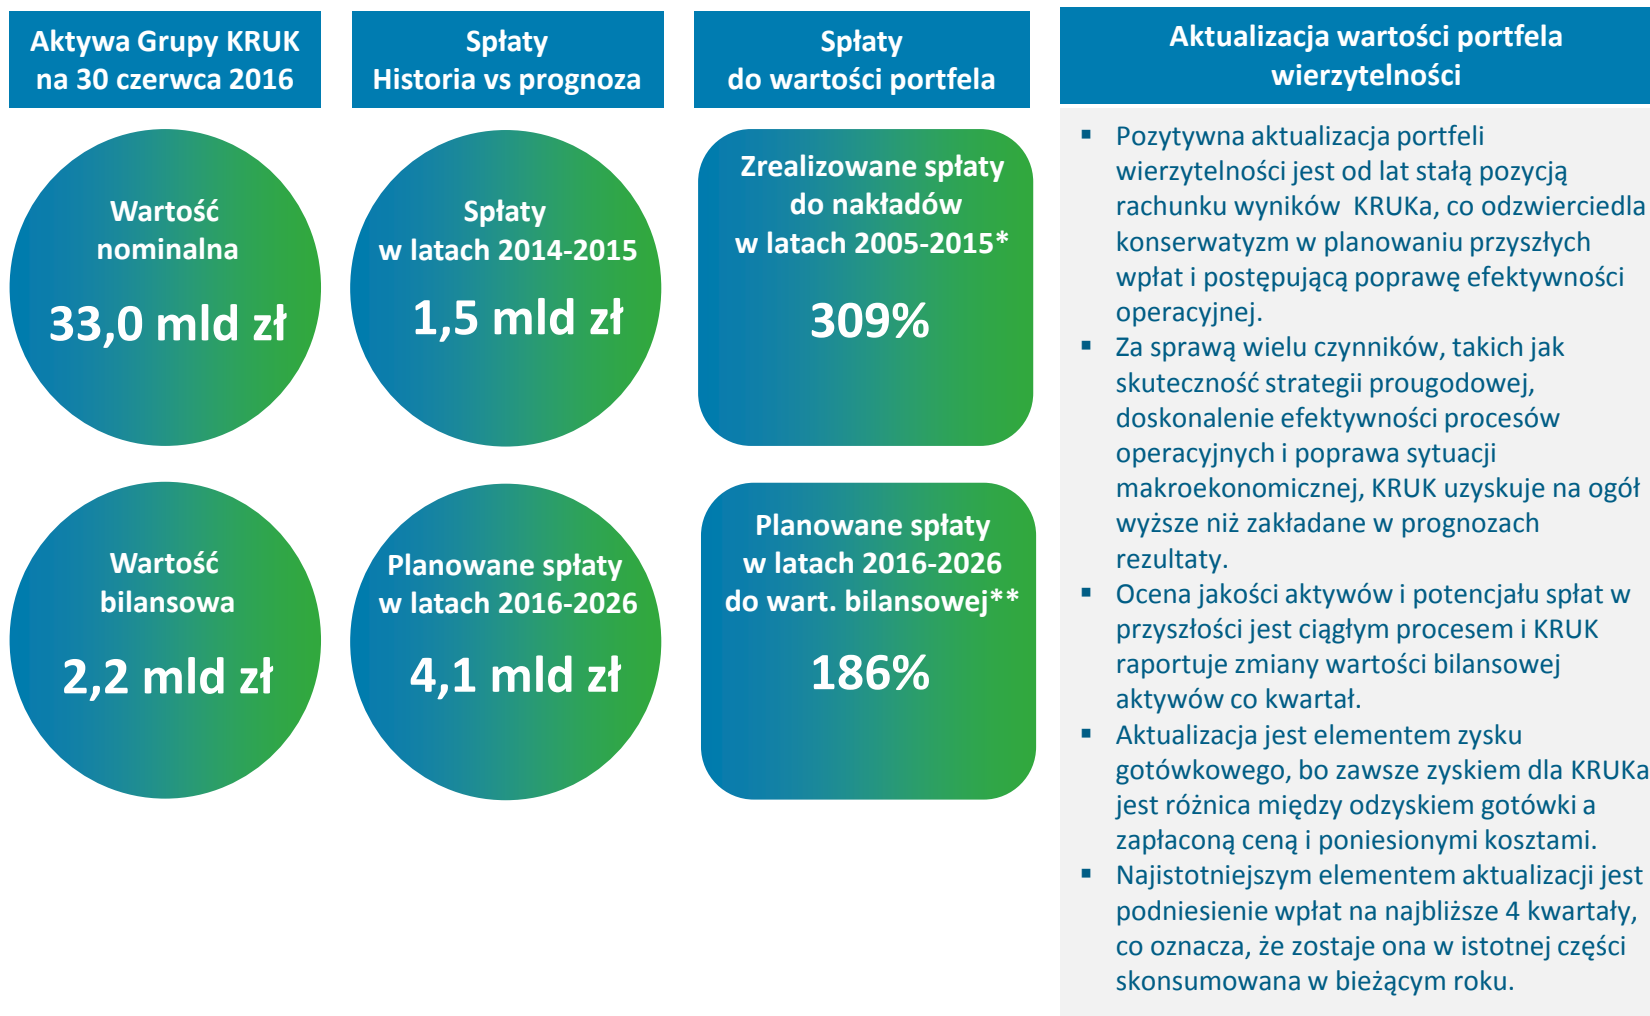 Aktywa Grupy KRUK
na 30 czerwca 2016
Wartość
nominalna
33,0 mld zł
Wartość
bilansowa
2,2 mld zł
Spłaty
Historia vs prognoza
Spłaty
w latach 2014-2015
1,5 mld zł
Planowane spłaty
w latach 2016-2026
4,1 mld zł
Spłaty
do wartości portfela
Zrealizowane spłaty
do nakładów
w latach 2005-2015*
309%
Planowane spłaty
w latach 2016-2026
do wart. bilansowej**
186%
Aktualizacja wartości portfela
wierzytelności
▪ Pozytywna aktualizacja portfeli
wierzytelności jest od lat stałą pozycją
rachunku wyników  KRUKa, co odzwierciedla
konserwatyzm w planowaniu przyszłych
wpłat i postępującą poprawę efektywności
operacyjnej.
▪ Za sprawą wielu czynników, takich jak
skuteczność strategii prougodowej,
doskonalenie efektywności procesów
operacyjnych i poprawa sytuacji
makroekonomicznej, KRUK uzyskuje na ogół
wyższe niż zakładane w prognozach
rezultaty.
▪ Ocena jakości aktywów i potencjału spłat w
przyszłości jest ciągłym procesem i KRUK
raportuje zmiany wartości bilansowej
aktywów co kwartał.
▪ Aktualizacja jest elementem zysku
gotówkowego, bo zawsze zyskiem dla KRUKa
jest różnica między odzyskiem gotówki a
zapłaconą ceną i poniesionymi kosztami.
▪ Najistotniejszym elementem aktualizacji jest
podniesienie wpłat na najbliższe 4 kwartały,
co oznacza, że zostaje ona w istotnej części
skonsumowana w bieżącym roku.